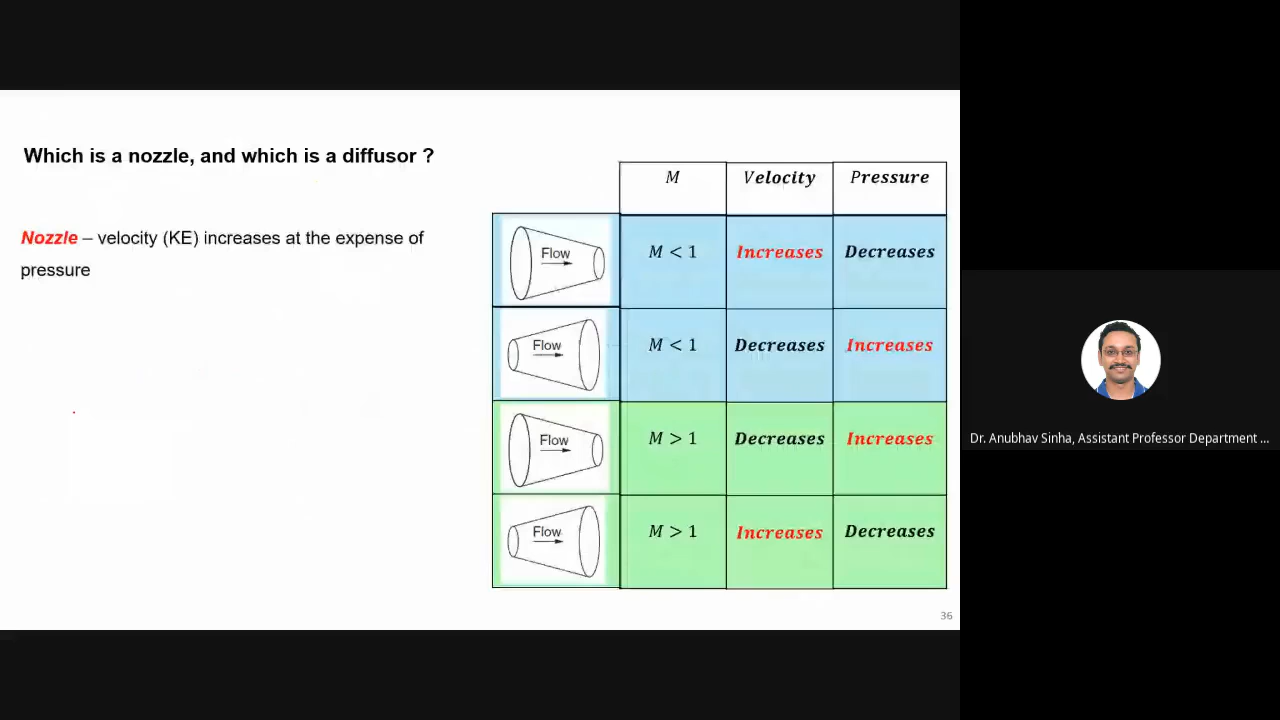 Which is a nozzle, and which is a diffusor ?
Nozzle – velocity (KE) increases at the expense of
pressure
M Velocity Pressure
Flow M < 1 Increases Decreases
Flow M < 1 Decreases Increases
Flow M > 1 Decreases Increases
Flow M > 1 Increases Decreases
36
Dr. Anubhav Sinha, Assistant Professor Department ...